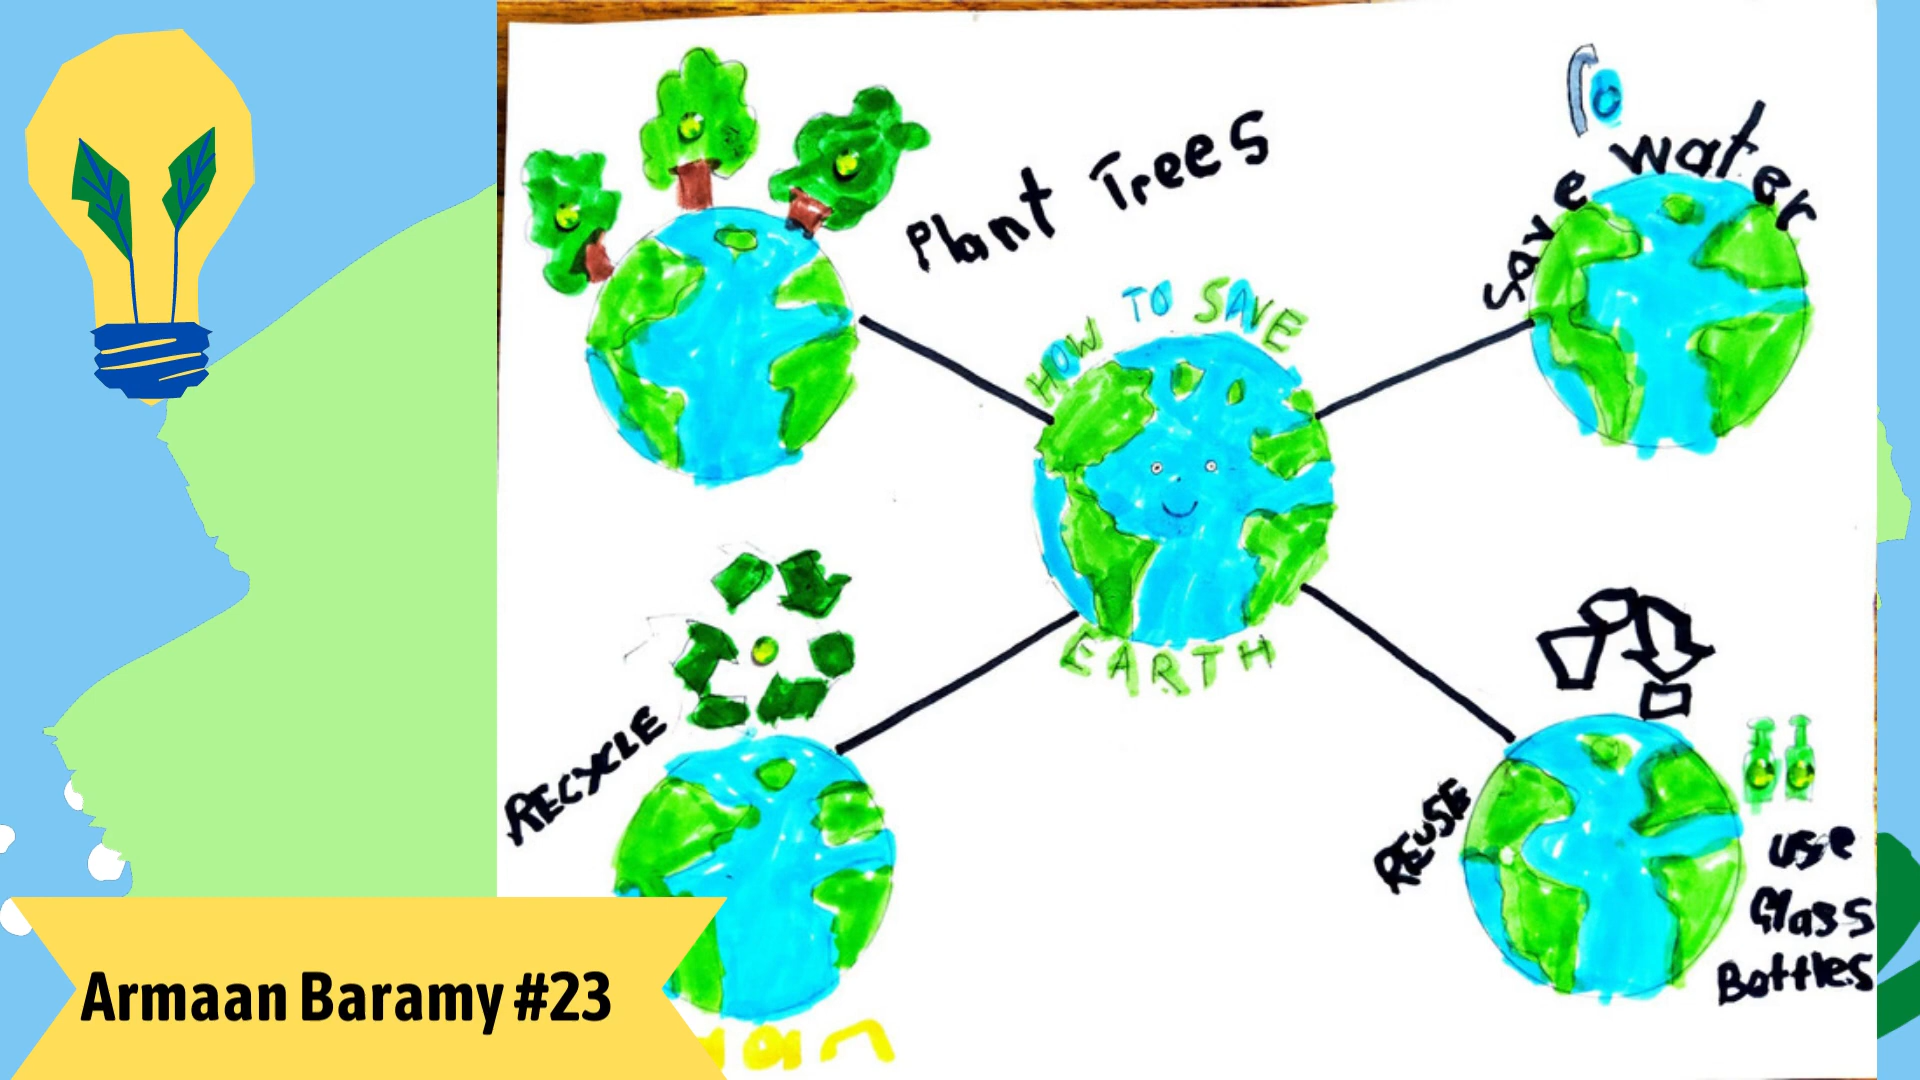 Plant Trees
save water
HOW TO SAVE
EARTH
RECYCLE
REUSE
use
Glass
Bottles
Armaan Baramy #23